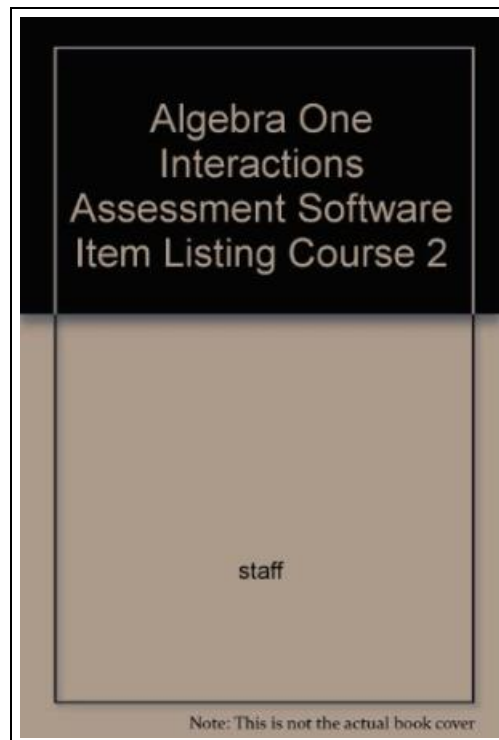 Algebra One
Interactions
Assessment Software
Item Listing Course 2
staff
Note: This is not the actual book cover